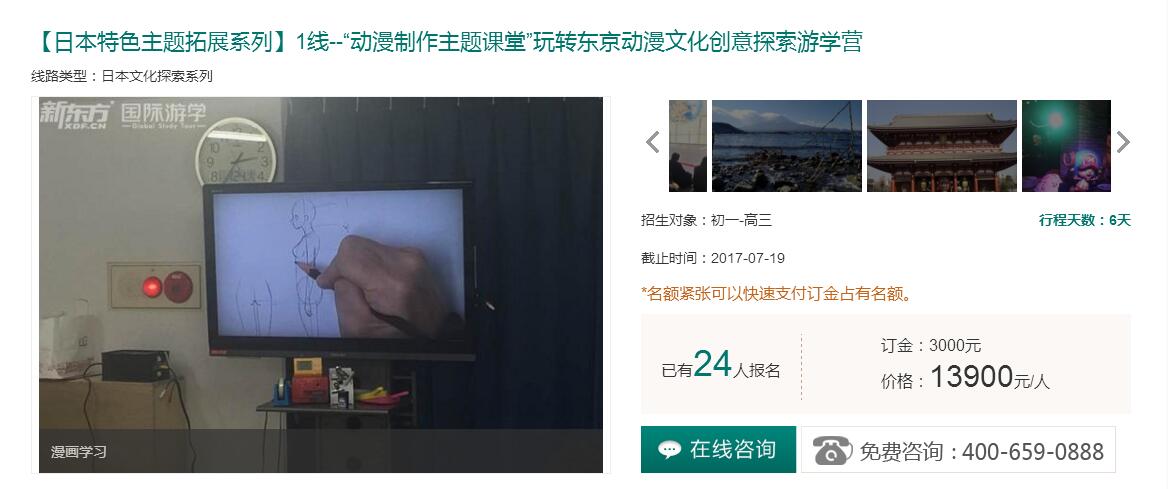 【日本特色主题拓展系列】1线--“动漫制作主题课堂”玩转东京动漫文化创意探索游学营
线路类型：日本文化探索系列
新东方 国际游学
XDF.CN —Global Study Tour—
漫画学习
招生对象：初一-高三
行程天数：6天
截止时间：2017-07-19
*名额紧张可以快速支付订金占有名额。
已有24人报名
订金：3000元
价格：13900元/人
在线咨询
免费咨询：400-659-0888